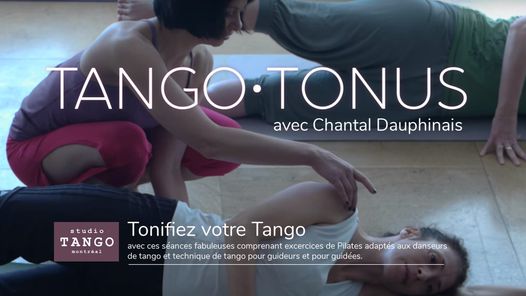 TANGO·TONUS
avec Chantal Dauphinais
Tonifiez votre Tango
avec ces séances fabuleuses comprenant excercices de Pilates adaptés aux danseurs
de tango et technique de tango pour guideurs et pour guidées.
studio
TANGO
montréal